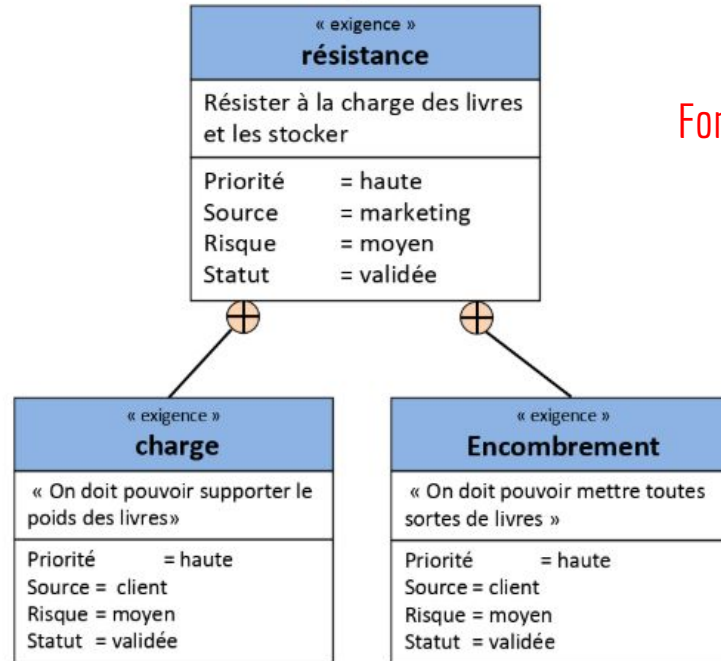 « exigence »
résistance
Résister à la charge des livres
et les stocker
Priorité = haute
Source = marketing
Risque = moyen
Statut = validée
« exigence »
charge
« On doit pouvoir supporter le
poids des livres»
Priorité = haute
Source = client
Risque = moyen
Statut = validée
« exigence »
Encombrement
« On doit pouvoir mettre toutes
sortes de livres »
Priorité = haute
Source = client
Risque = moyen
Statut = validée